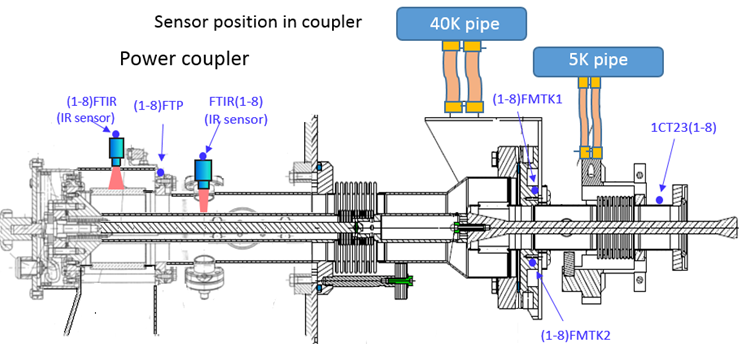 Sensor position in coupler
40K pipe
Power coupler
5K pipe
(1-8)FTIR
(IR sensor)
(1-8)FTP
FTIR(1-8)
(IR sensor)
(1-8)FMTK1
1CT23(1-8)
(1-8)FMTK2